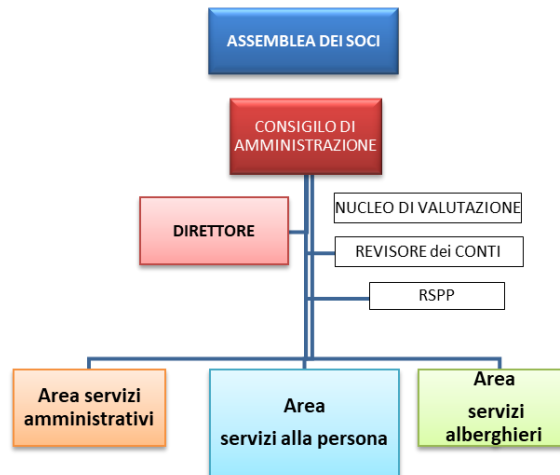 ASSEMBLEA DEI SOCI
CONSIGILO DI
AMMINISTRAZIONE
DIRETTORE
NUCLEO DI VALUTAZIONE
REVISORE dei CONTI
RSPP
Area servizi
amministrativi
Area
servizi alla persona
Area
servizi
alberghieri